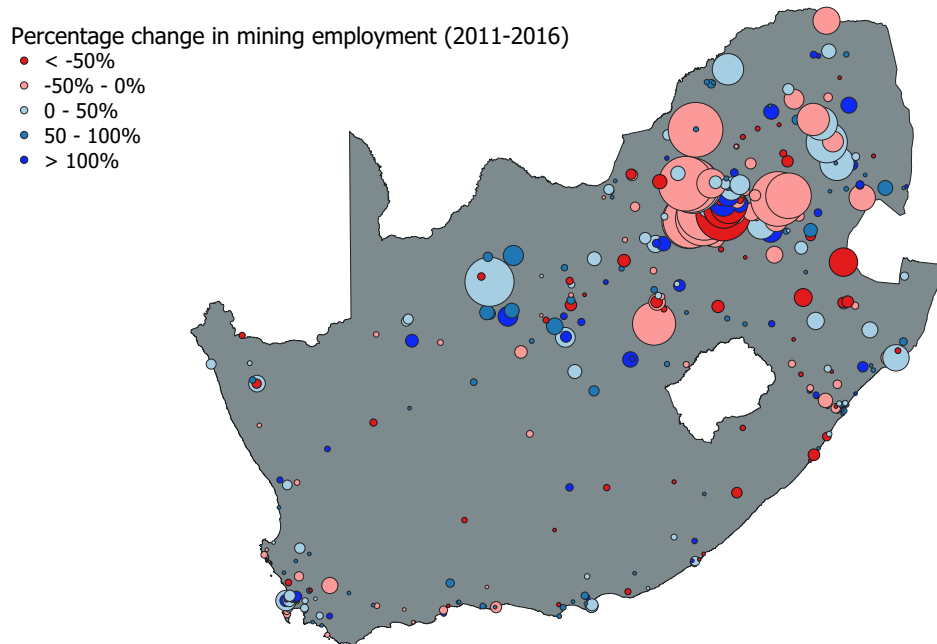 Percentage change in mining employment (2011-2016)
< -50%
-50% - 0%
0 - 50%
50 - 100%
> 100%